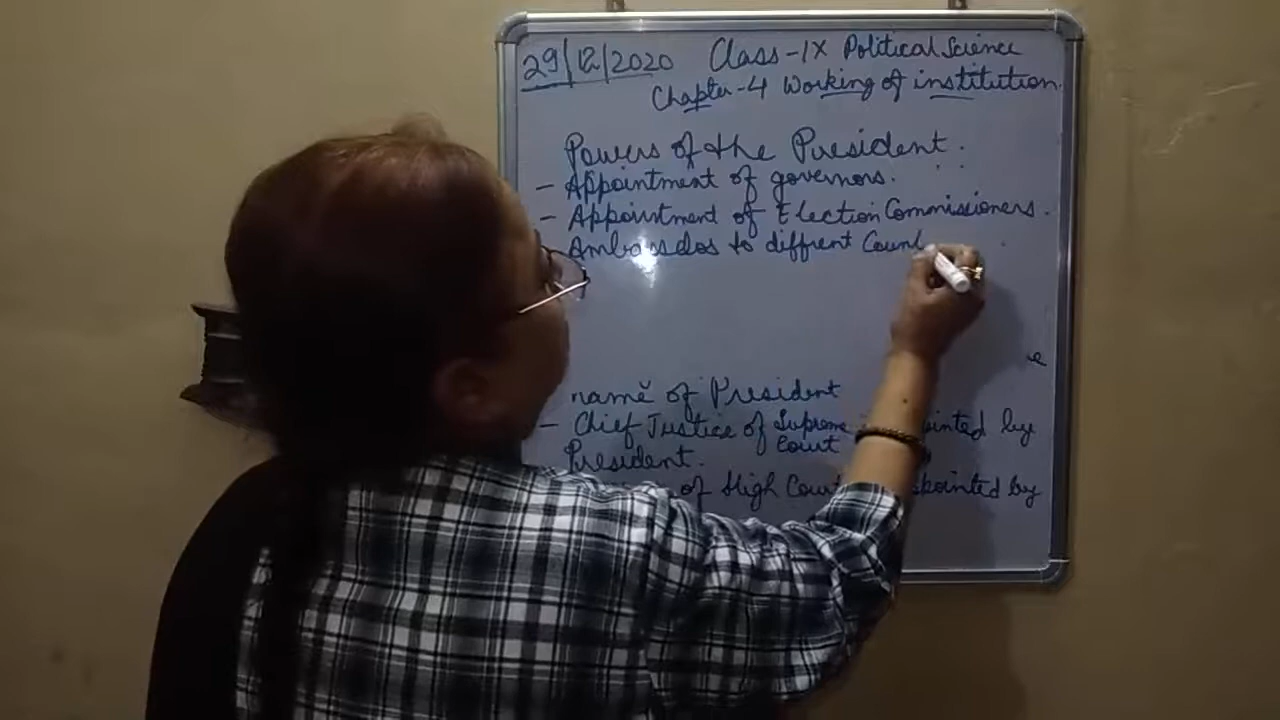 29/12/2020 Class-IX Political Science
Chapter-4 Working of institution.
Powers of the President.
- Appointment of governors.
- Appointment of Election Commissioners.
Ambassdos to diffrent Count
e
name of President
- Chief Justice of Supreme by
Court
President.
of High Court by